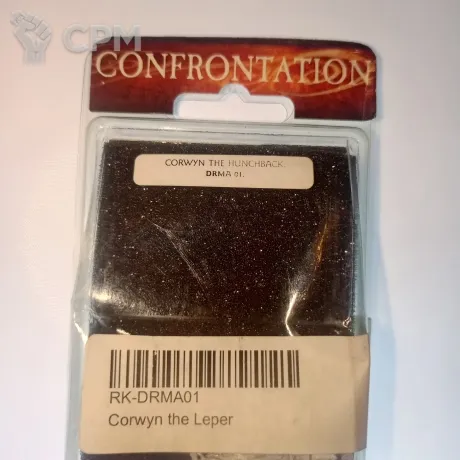 CPM
CONFRONTATION
CORWYN THE HUNCHBACK
DRMA 01.
RK-DRMA01
Corwyn the Leper